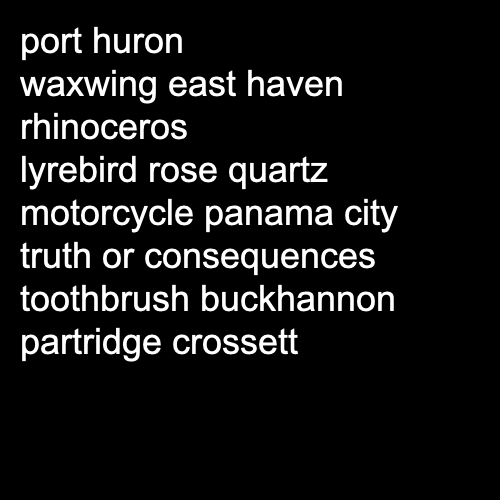 port huron
waxwing east haven
rhinoceros
lyrebird rose quartz
motorcycle panama city
truth or consequences
toothbrush buckhannon
partridge crossett